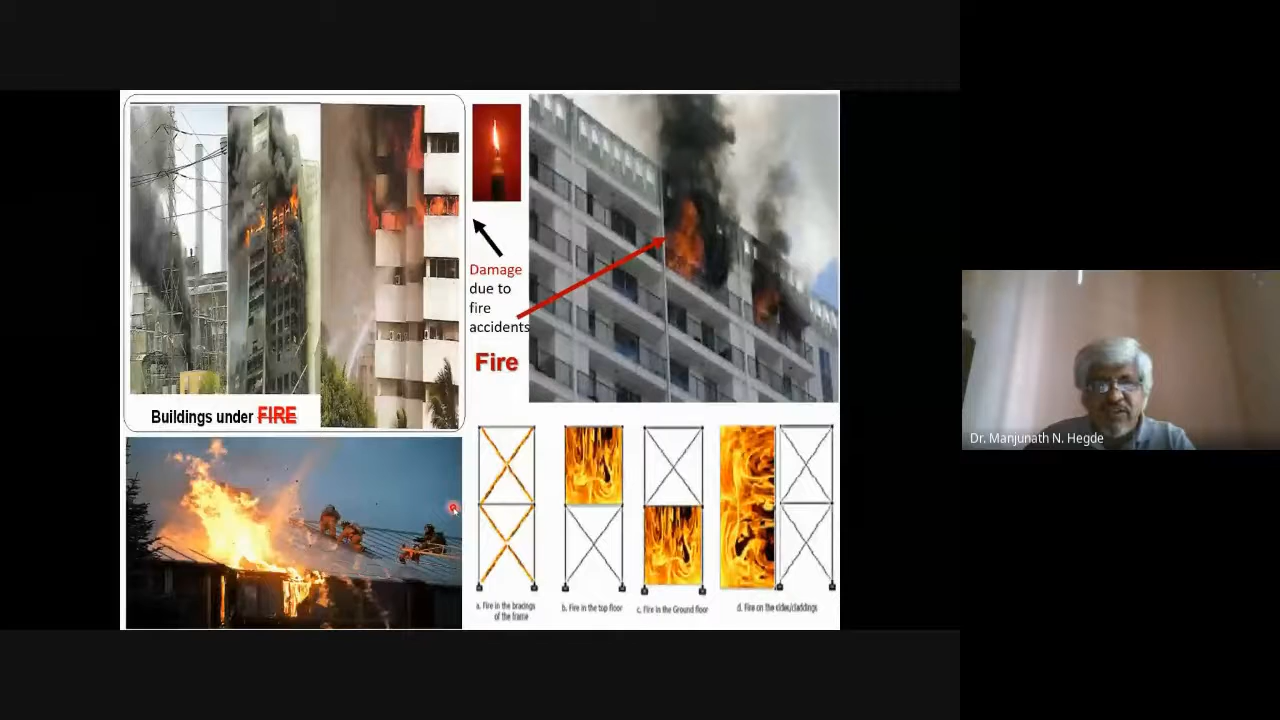 Damage
due to
fire
accidents
Fire
Buildings under FIRE
a. Fire in the bracings
of the frame
b. Fire in the top floor
c. Fire in the Ground floor
d. Fire on the sides/claddings
Dr. Manjunath N. Hegde